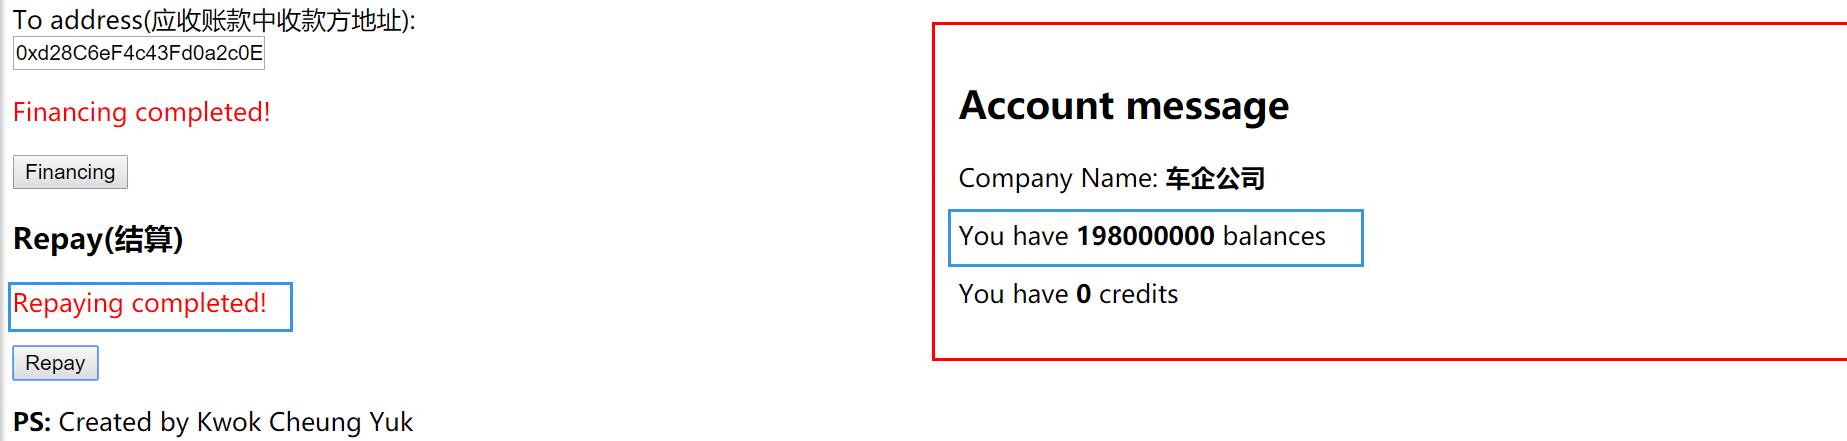 To address(应收账款中收款方地址):
0xd28C6eF4c43Fd0a2c0E
Financing completed!
Financing
Repay(结算)
Repaying completed!
Repay
PS: Created by Kwok Cheung Yuk
Account message
Company Name: 车企公司
You have 198000000 balances
You have 0 credits